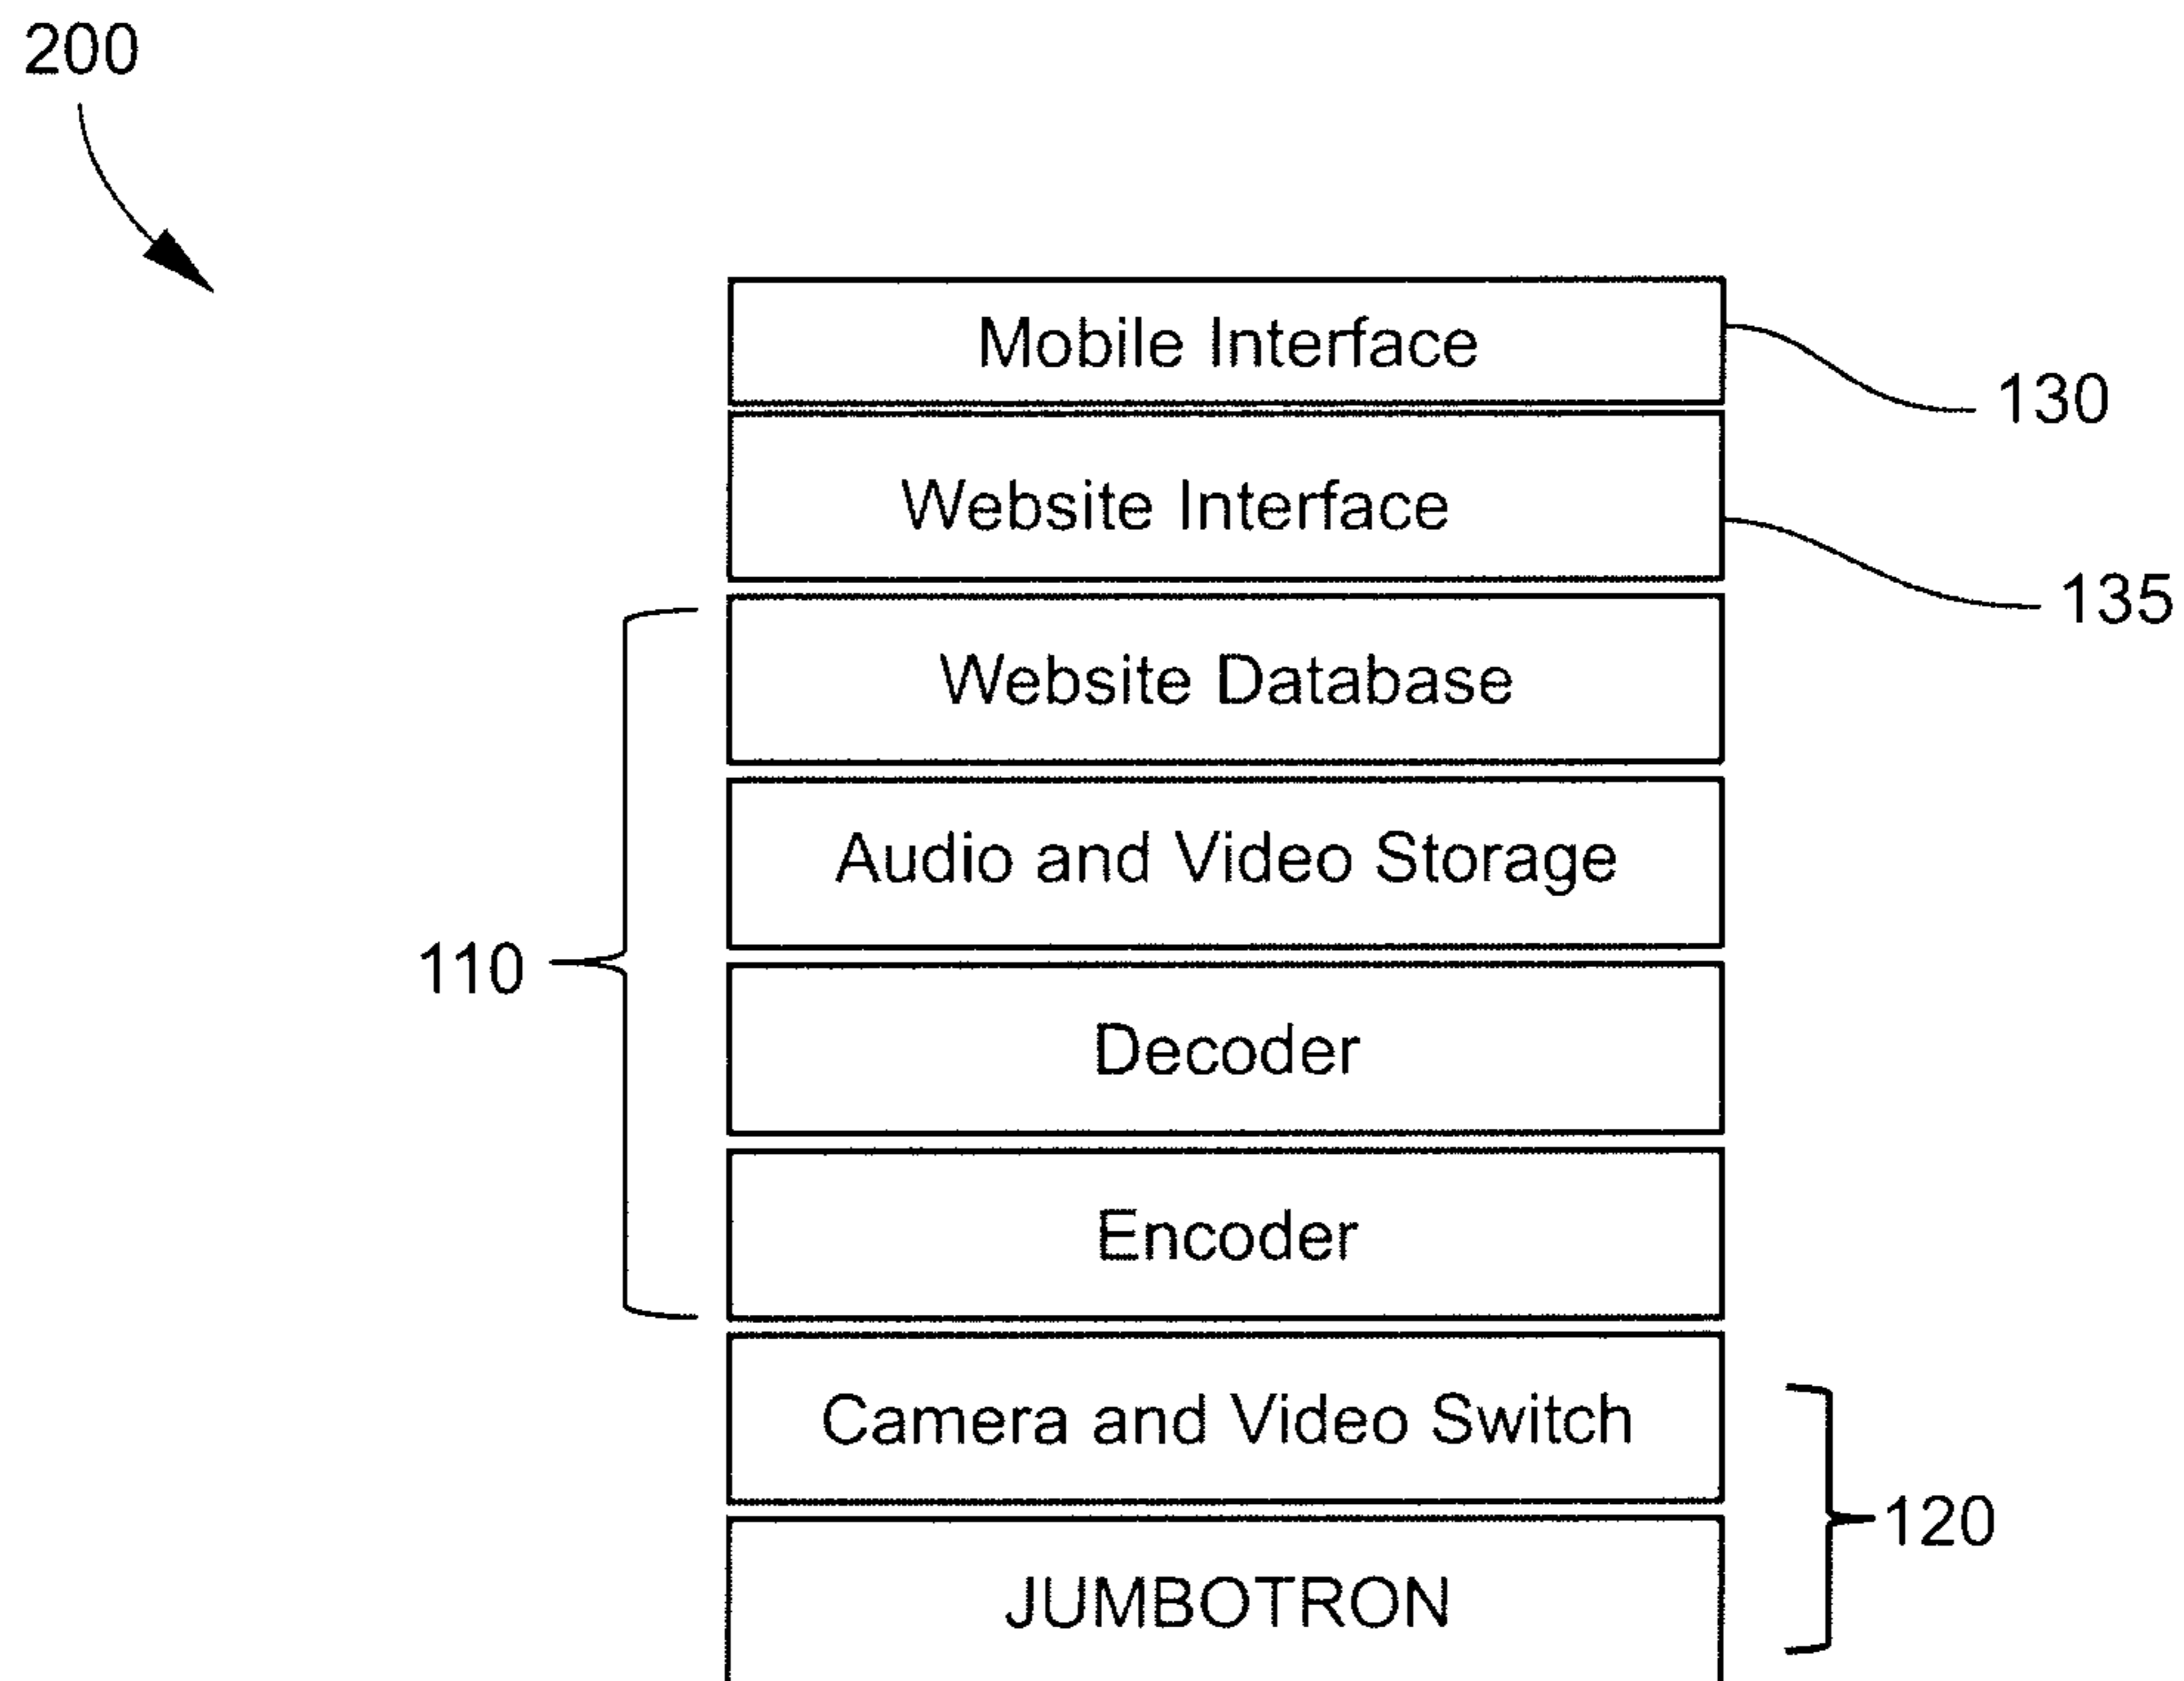 200
Mobile Interface
130
Website Interface
135
Website Database
Audio and Video Storage
110
Decoder
Encoder
Camera and Video Switch
120
JUMBOTRON